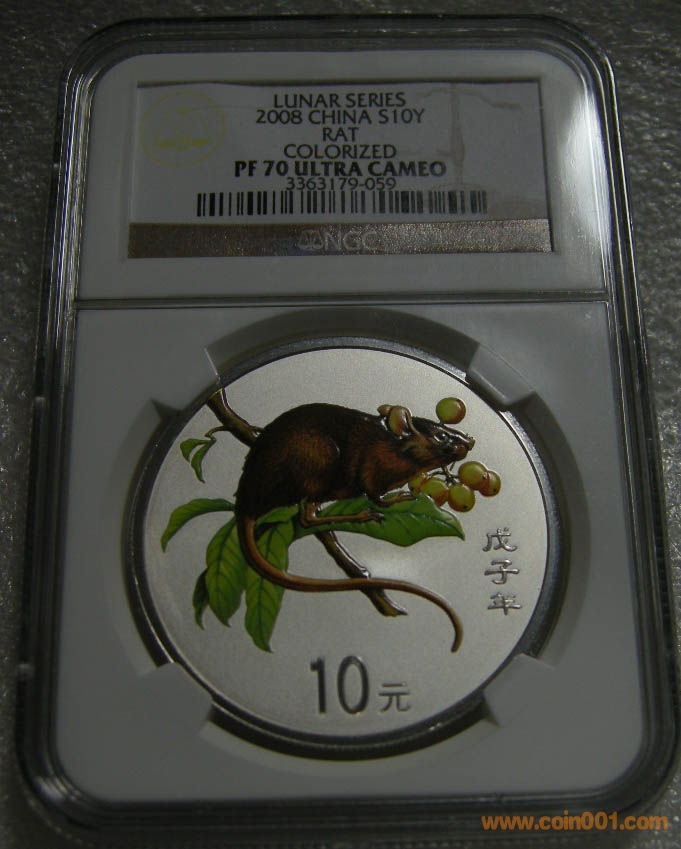 LUNAR SERIES
2008 CHINA S10Y
RAT
COLORIZED
PF 70 ULTRA CAMEO
3363179-059
NGC
戊子年
10元
www.coin001.com